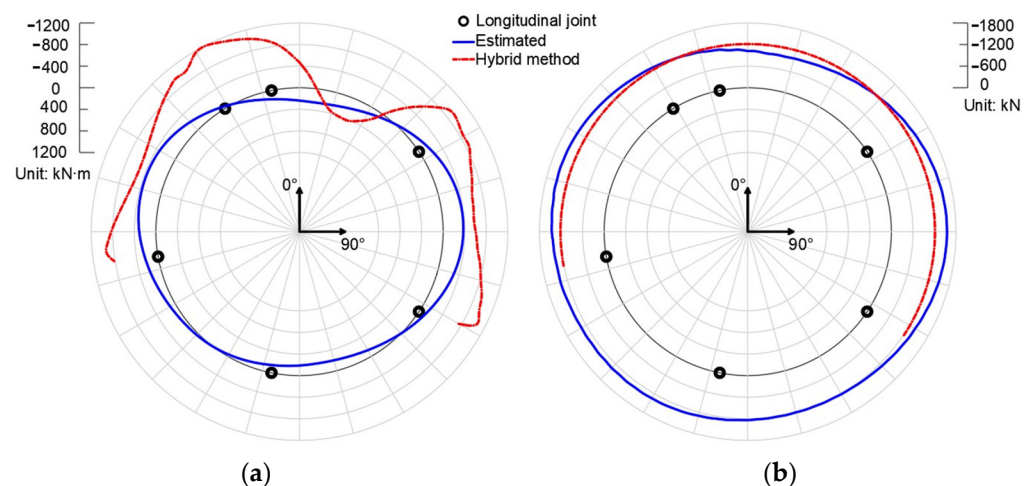 −1200
−800
−400
0
400
800
1200
Unit: kN·m
Longitudinal joint
Estimated
Hybrid method
−1800
−1200
−600
0
Unit: kN
0°
90°
0°
90°
(a)
(b)